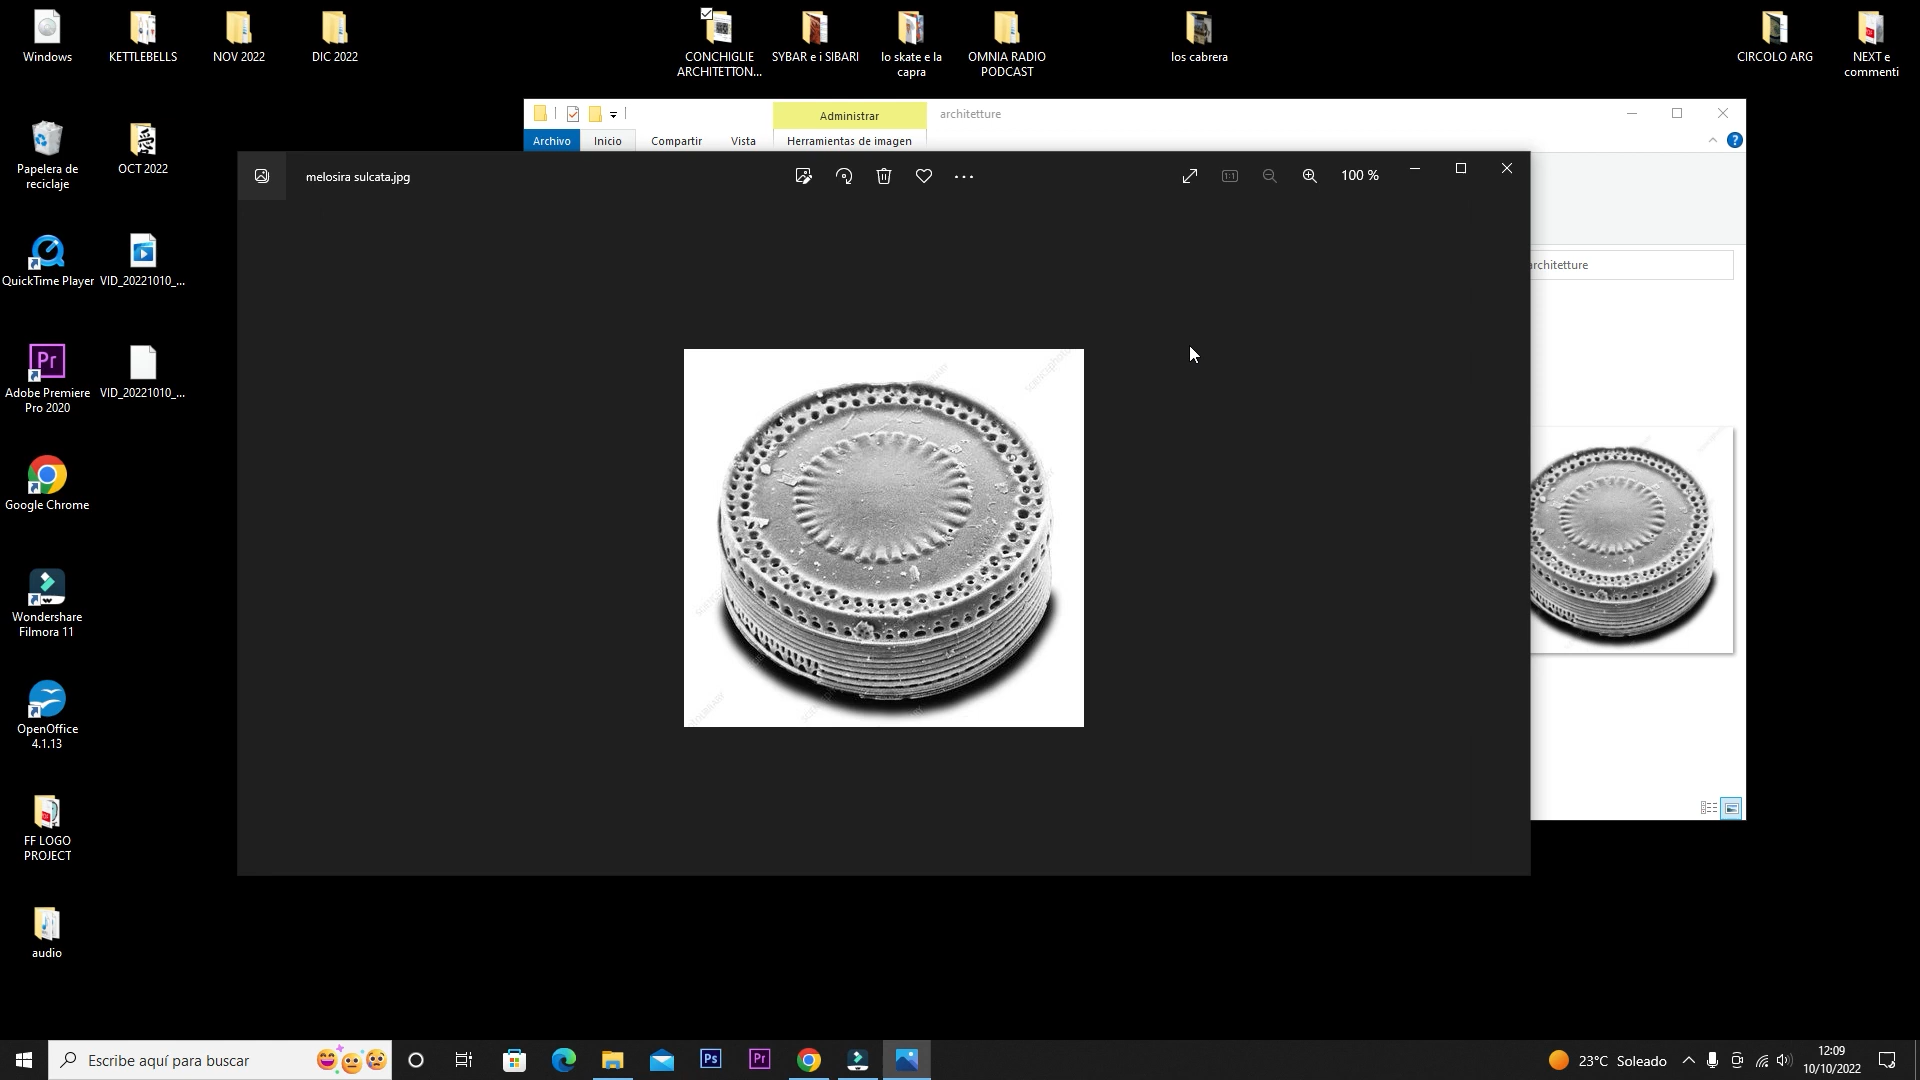 Windows
KETTLEBELLS
NOV 2022
DIC 2022
CONCHIGLIE
ARCHITETTON...
SYBAR e i SIBARI
lo skate e la
capra
OMNIA RADIO
PODCAST
los cabrera
CIRCOLO ARG
NEXT e
commenti
Administrar
architetture
Archivo
Inicio
Compartir
Vista
Herramientas de imagen
Papelera de
reciclaje
OCT 2022
melosira sulcata.jpg
100 %
architetture
QuickTime Player
VID_20221010_...
Adobe Premiere
Pro 2020
VID_20221010_...
Google Chrome
Wondershare
Filmora 11
OpenOffice
4.1.13
FF LOGO
PROJECT
audio
Escribe aquí para buscar
23°C Soleado
12:09
10/10/2022